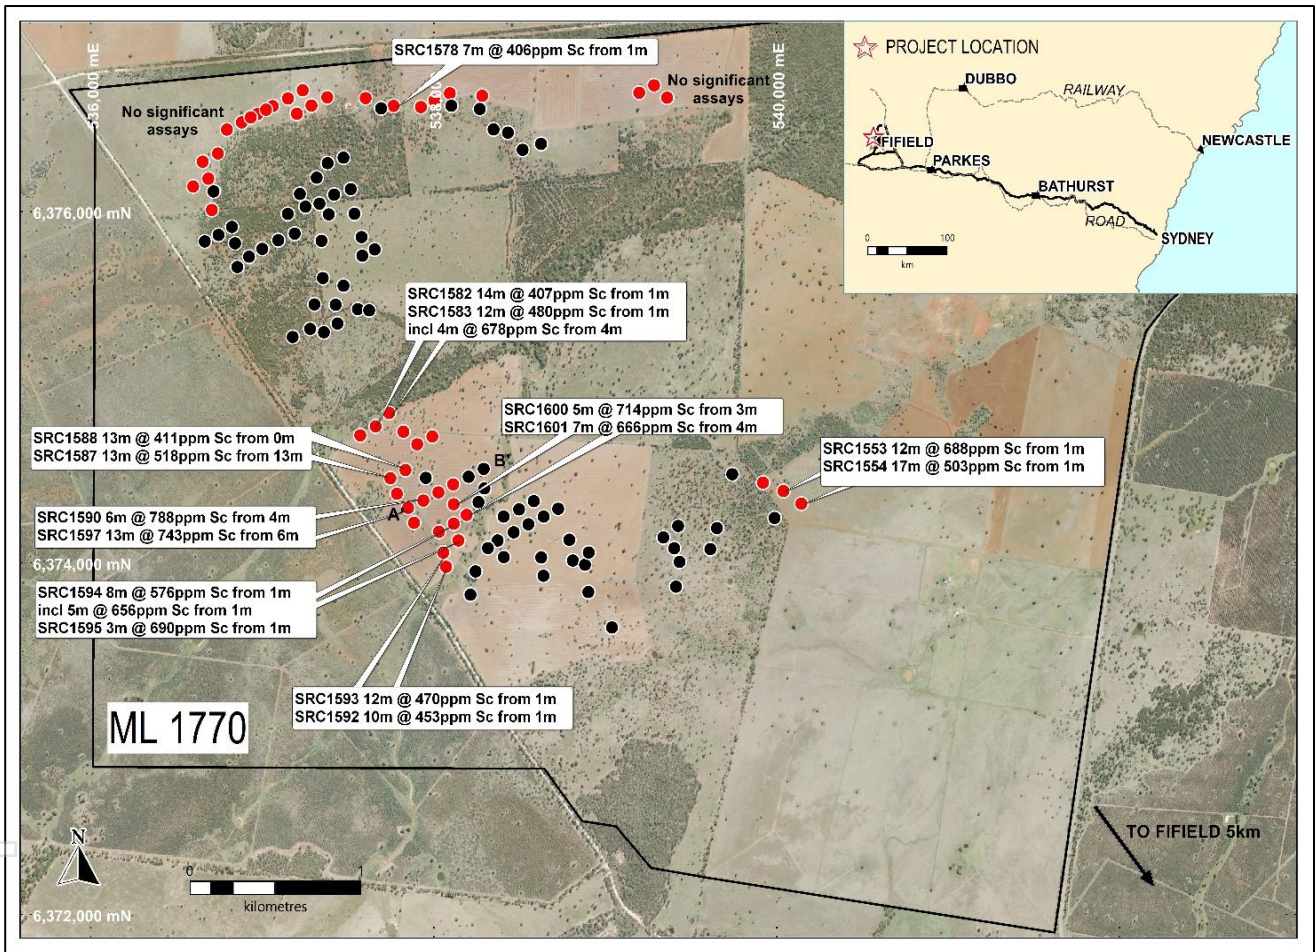 536,000 mE
538,000
540,000 mE
SRC1578 7m @ 406ppm Sc from 1m
No significant
assays
No significant
assays
PROJECT LOCATION
DUBBO
RAILWAY
NEWCASTLE
FIFIELD
PARKES
BATHURST
ROAD
SYDNEY
0 100
km
6,376,000 mN
SRC1582 14m @ 407ppm Sc from 1m
SRC1583 12m @ 480ppm Sc from 1m
incl 4m @ 678ppm Sc from 4m
SRC1600 5m @ 714ppm Sc from 3m
SRC1601 7m @ 666ppm Sc from 4m
SRC1588 13m @ 411ppm Sc from 0m
SRC1587 13m @ 518ppm Sc from 13m
SRC1553 12m @ 688ppm Sc from 1m
SRC1554 17m @ 503ppm Sc from 1m
B
A
SRC1590 6m @ 788ppm Sc from 4m
SRC1597 13m @ 743ppm Sc from 6m
6,374,000 mN
SRC1594 8m @ 576ppm Sc from 1m
incl 5m @ 656ppm Sc from 1m
SRC1595 3m @ 690ppm Sc from 1m
SRC1593 12m @ 470ppm Sc from 1m
SRC1592 10m @ 453ppm Sc from 1m
ML 1770
N
0 1
kilometres
TO FIFIELD 5km
6,372,000 mN